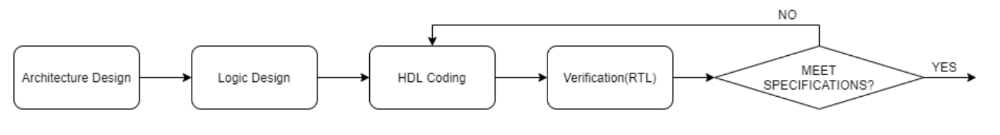 NO
Architecture Design
Logic Design
HDL Coding
Verification(RTL)
MEET
SPECIFICATIONS?
YES